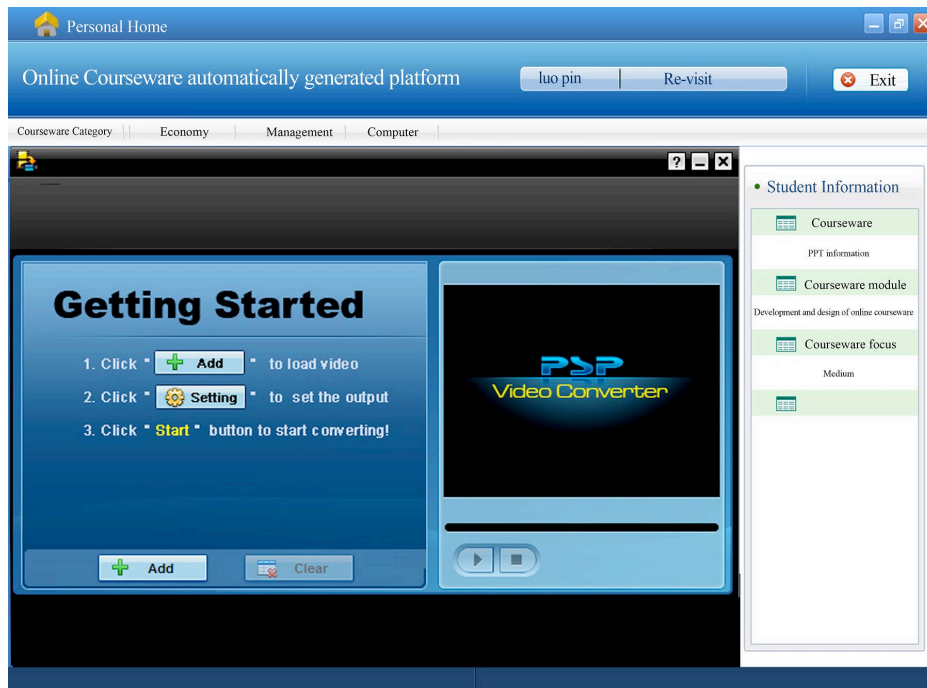 Personal Home
Online Courseware automatically generated platform
luo pin
Re-visit
Exit
Courseware Category
Economy
Management
Computer
?
Getting Started
1. Click " Add " to load video
2. Click " Setting " to set the output
3. Click " Start " button to start converting!
Add
Clear
PSP
Video Converter
• Student Information
Courseware
PPT information
Courseware module
Development and design of online courseware
Courseware focus
Medium